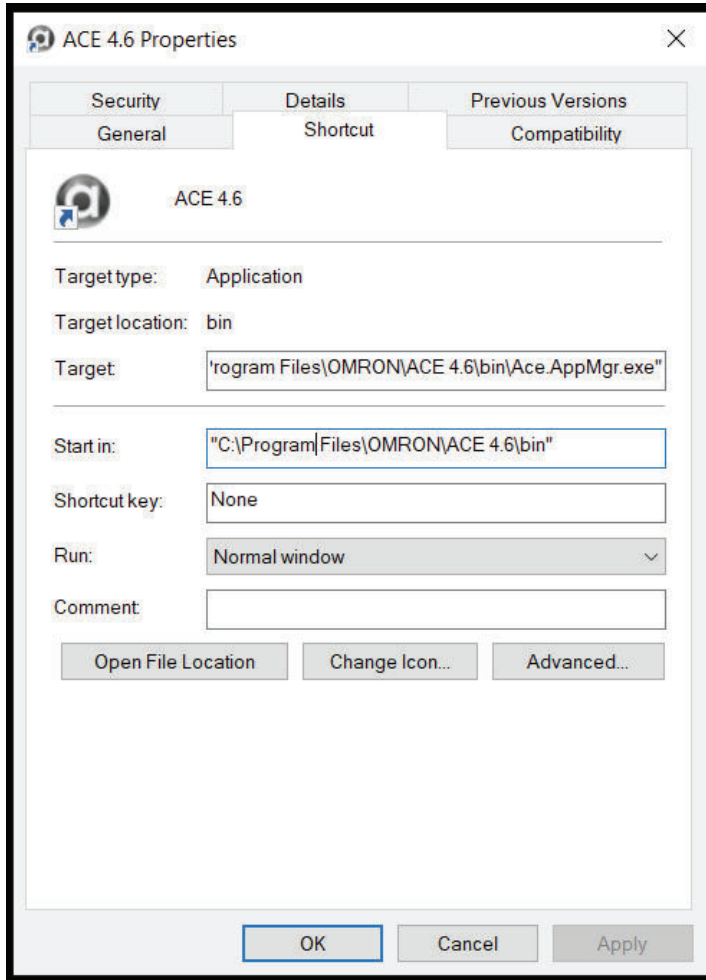 ACE 4.6 Properties
Security Details Previous Versions
General Shortcut Compatibility
ACE 4.6
Target type: Application
Target location: bin
Target: 'rogram Files\OMRON\ACE 4.6\bin\Ace.AppMgr.exe"
Start in: "C:\Program Files\OMRON\ACE 4.6\bin"
Shortcut key: None
Run: Normal window
Comment:
Open File Location Change Icon... Advanced...
OK Cancel Apply